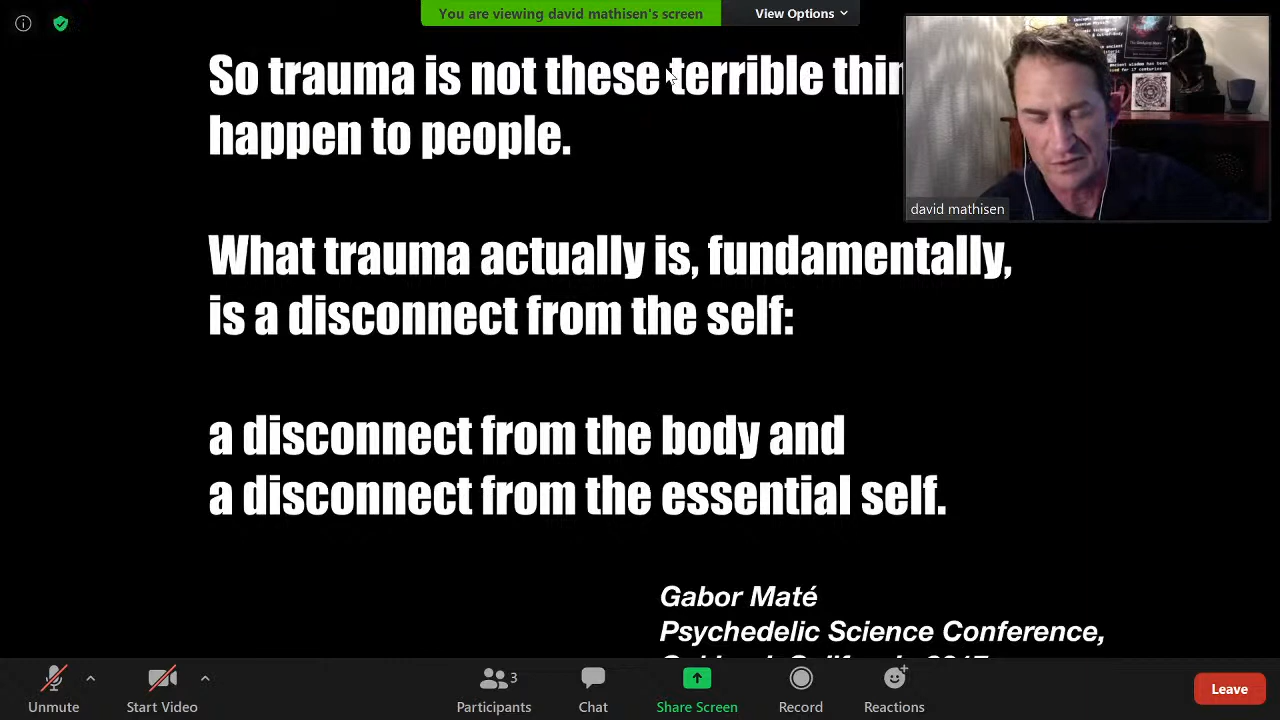 You are viewing david mathisen's screen
View Options
So trauma is not these terrible
happen to people.
What trauma actually is, fundamentally,
is a disconnect from the self:
a disconnect from the body and
a disconnect from the essential self.
Gabor Maté
Psychedelic Science Conference,
david mathisen
Unmute
Start Video
Participants
3
Chat
Share Screen
Record
Reactions
Leave